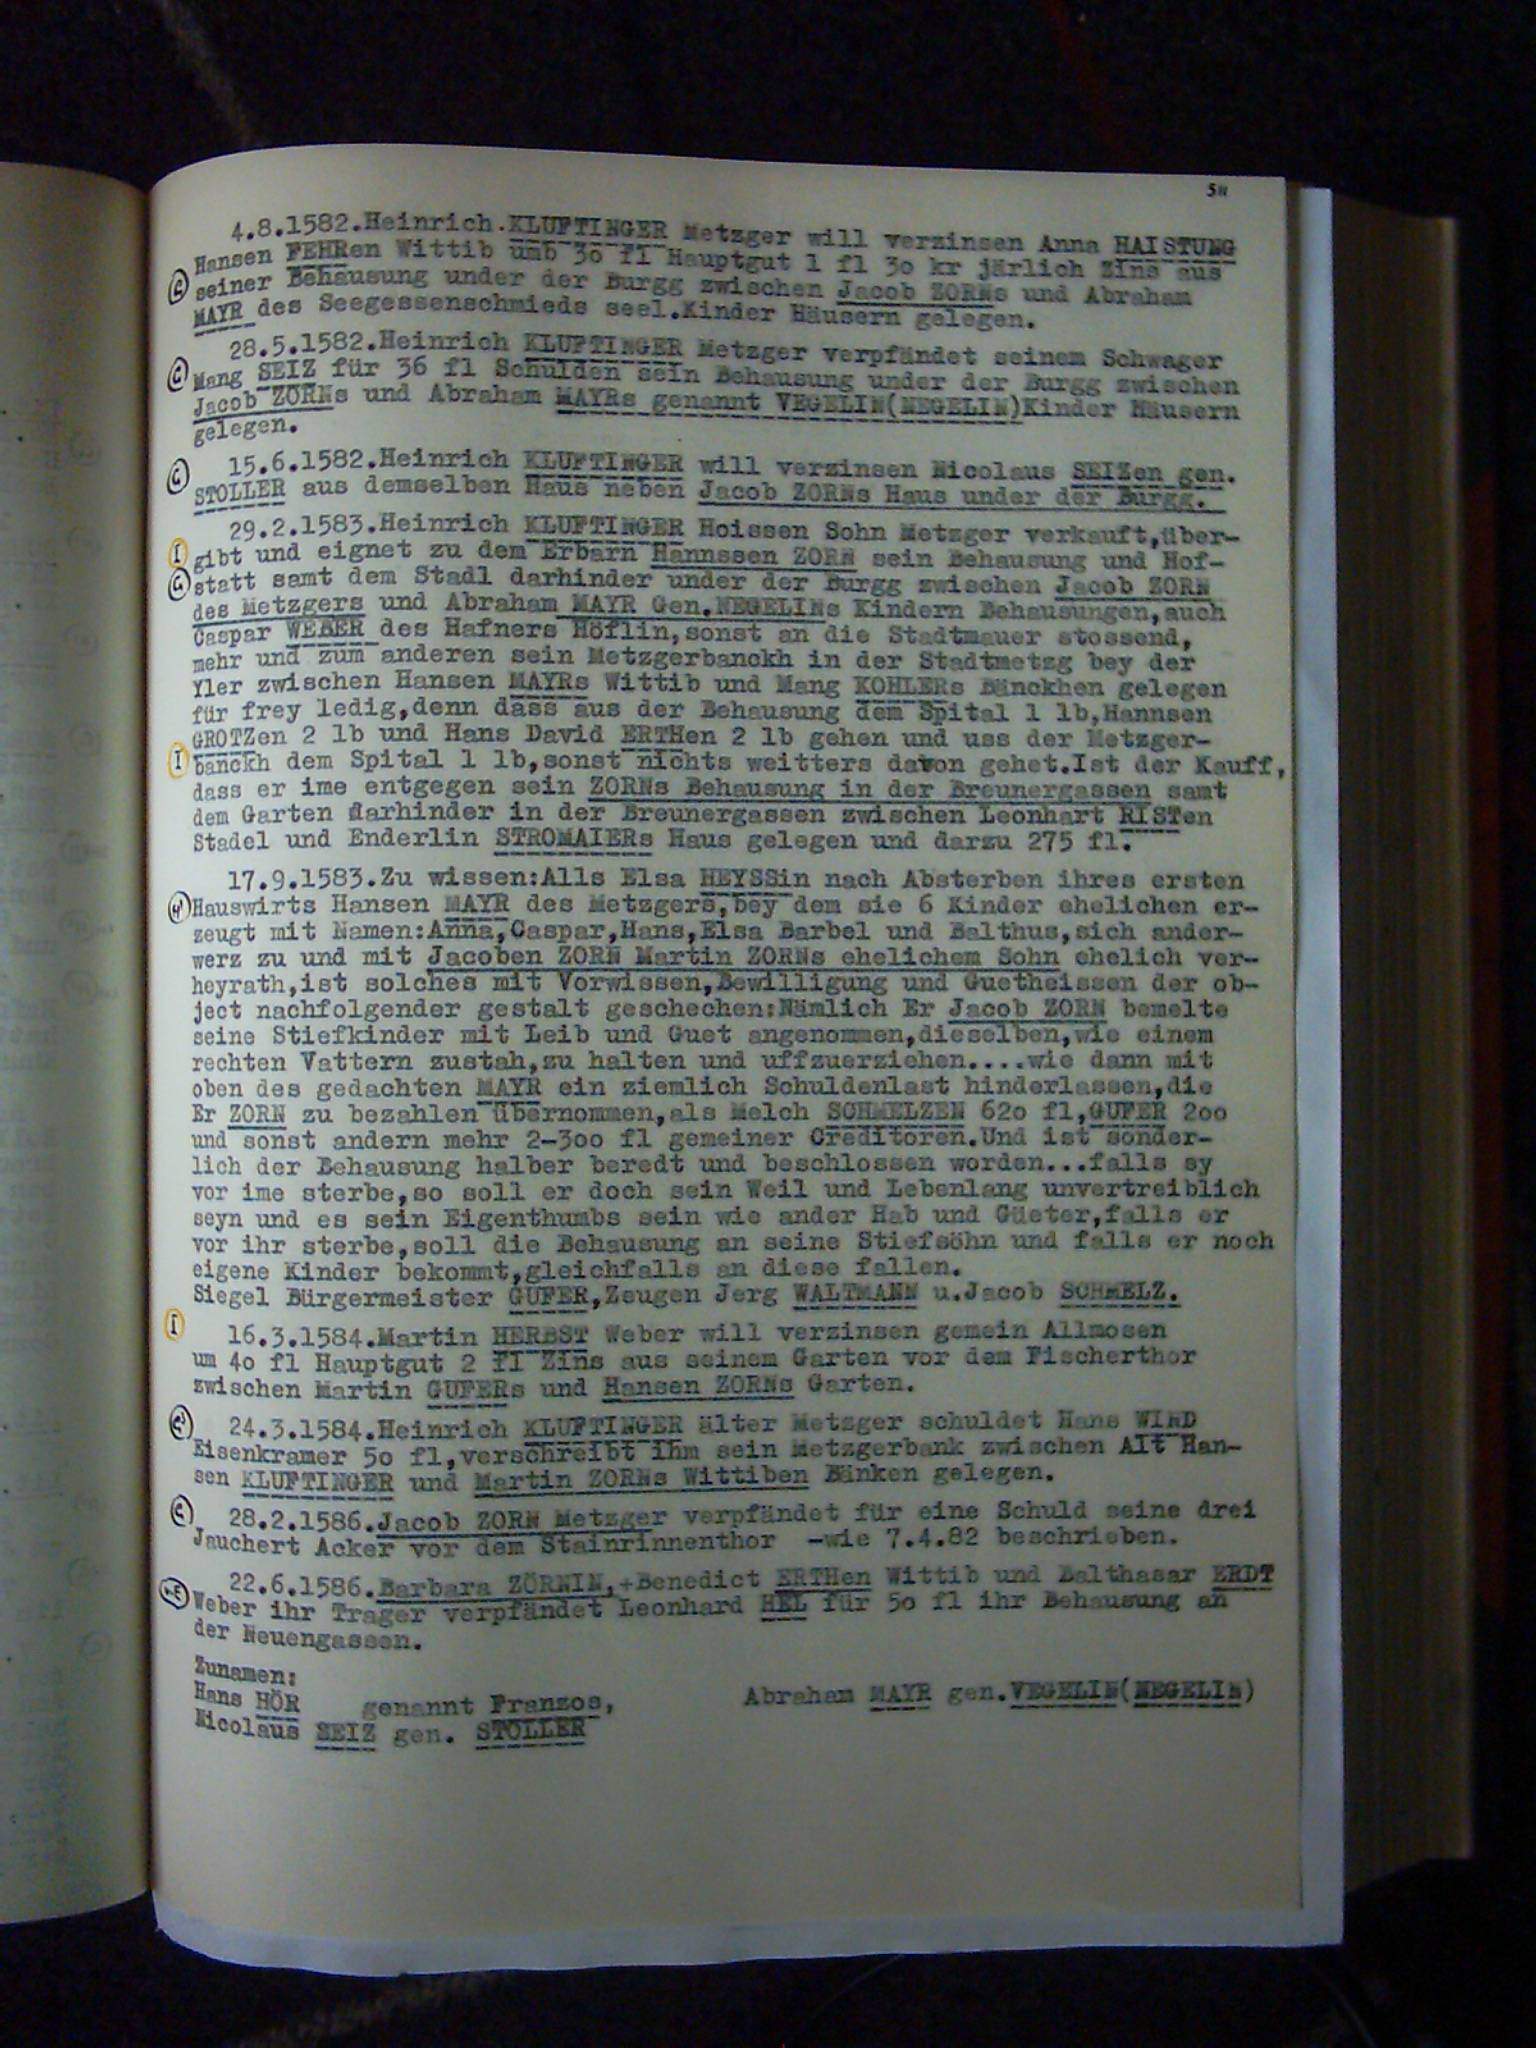 4.8.1582.Heinrich.KLUFTINGER Metzger will verzinsen Anna HAISTUNG
Hansen FEHRen Wittib umb 3o fl Hauptgut 1 fl 3o kr järlich Zins aus
seiner Behausung under der Burgg zwischen Jacob ZORNs und Abraham
MAYR des Seegessenschmieds seel.Kinder Häusern gelegen.
28.5.1582.Heinrich KLUFTINGER Metzger verpfändet seinem Schwager
Mang SEIZ für 36 fl Schulden sein Behausung under der Burgg zwischen
Jacob ZORNs und Abraham MAYRs genannt VEGELIN(NEGELIN)Kinder Häusern
gelegen.
15.6.1582.Heinrich KLUFTINGER will verzinsen Nicolaus SEIZen gen.
STOLLER aus demselben Haus neben Jacob ZORNs Haus under der Burgg.
29.2.1583.Heinrich KLUFTINGER Hoissen Sohn Metzger verkauft,über-
gibt und eignet zu dem Erbarn Hannssen ZORN sein Behausung und Hof-
statt samt dem Stadl darhinder under der Burgg zwischen Jacob ZORN
des Metzgers und Abraham MAYR Gen.NEGELINs Kindern Behausungen,auch
Caspar WEBER des Hafners Höflin,sonst an die Stadtmauer stossend,
mehr und zum anderen sein Metzgerbanckh in der Stadtmetzg bey der
Yler zwischen Hansen MAYRs Wittib und Mang KOHLERs Bänckhen gelegen
für frey ledig,denn dass aus der Behausung dem Spital 1 lb,Hannsen
GROTZen 2 lb und Hans David ERTHen 2 lb gehen und uss der Metzger-
banckh dem Spital 1 lb,sonst nichts weitters davon gehet.Ist der Kauff,
dass er ime entgegen sein ZORNs Behausung in der Breunergassen samt
dem Garten darhinder in der Breunergassen zwischen Leonhart RISTen
Stadel und Enderlin STROMAIERs Haus gelegen und darzu 275 fl.
17.9.1583.Zu wissen:Alls Elsa HEYSSin nach Absterben ihres ersten
Hauswirts Hansen MAYR des Metzgers,bey dem sie 6 Kinder ehelichen er-
zeugt mit Namen:Anna,Caspar,Hans,Elsa Barbel und Balthus,sich ander-
werz zu und mit Jacoben ZORN Martin ZORNs ehelichem Sohn ehelich ver-
heyrath,ist solches mit Vorwissen,Bewilligung und Guetheissen der ob-
ject nachfolgender gestalt geschechen:Nämlich Er Jacob ZORN bemelte
seine Stiefkinder mit Leib und Guet angenommen,dieselben,wie einem
rechten Vattern zustah,zu halten und uffzuerziehen....wie dann mit
oben des gedachten MAYR ein ziemlich Schuldenlast hinderlassen,die
Er ZORN zu bezahlen übernommen,als Melch SCHMELZEN 62o fl,GUFER 2oo
und sonst andern mehr 2-3oo fl gemeiner Creditoren.Und ist sonder-
lich der Behausung halber beredt und beschlossen worden...falls sy
vor ime sterbe,so soll er doch sein Weil und Lebenlang unvertreiblich
seyn und es sein Eigenthumbs sein wie ander Hab und Güeter,falls er
vor ihr sterbe,soll die Behausung an seine Stiefsöhn und falls er noch
eigene Kinder bekommt,gleichfalls an diese fallen.
Siegel Bürgermeister GUFER,Zeugen Jerg WALTMANN u.Jacob SCHMELZ.
16.3.1584.Martin HERBST Weber will verzinsen gemein Allmosen
um 4o fl Hauptgut 2 fl Zins aus seinem Garten vor dem Fischerthor
zwischen Martin GUFERs und Hansen ZORNs Garten.
24.3.1584.Heinrich KLUFTINGER älter Metzger schuldet Hans WIND
Eisenkramer 5o fl,verschreibt ihm sein Metzgerbank zwischen Alt Han-
sen KLUFTINGER und Martin ZORNs Wittiben Bänken gelegen.
28.2.1586.Jacob ZORN Metzger verpfändet für eine Schuld seine drei
Jauchert Acker vor dem Stainrinnenthor -wie 7.4.82 beschrieben.
22.6.1586.Barbara ZÖRNIN,+Benedict ERTHen Wittib und Balthasar ERDT
Weber ihr Trager verpfändet Leonhard HEL für 5o fl ihr Behausung an
der Neuengassen.
Zunamen:
Hans HÖR genannt Franzos, Abraham MAYR gen.VEGELIN(NEGELIN)
Nicolaus SEIZ gen. STOLLER